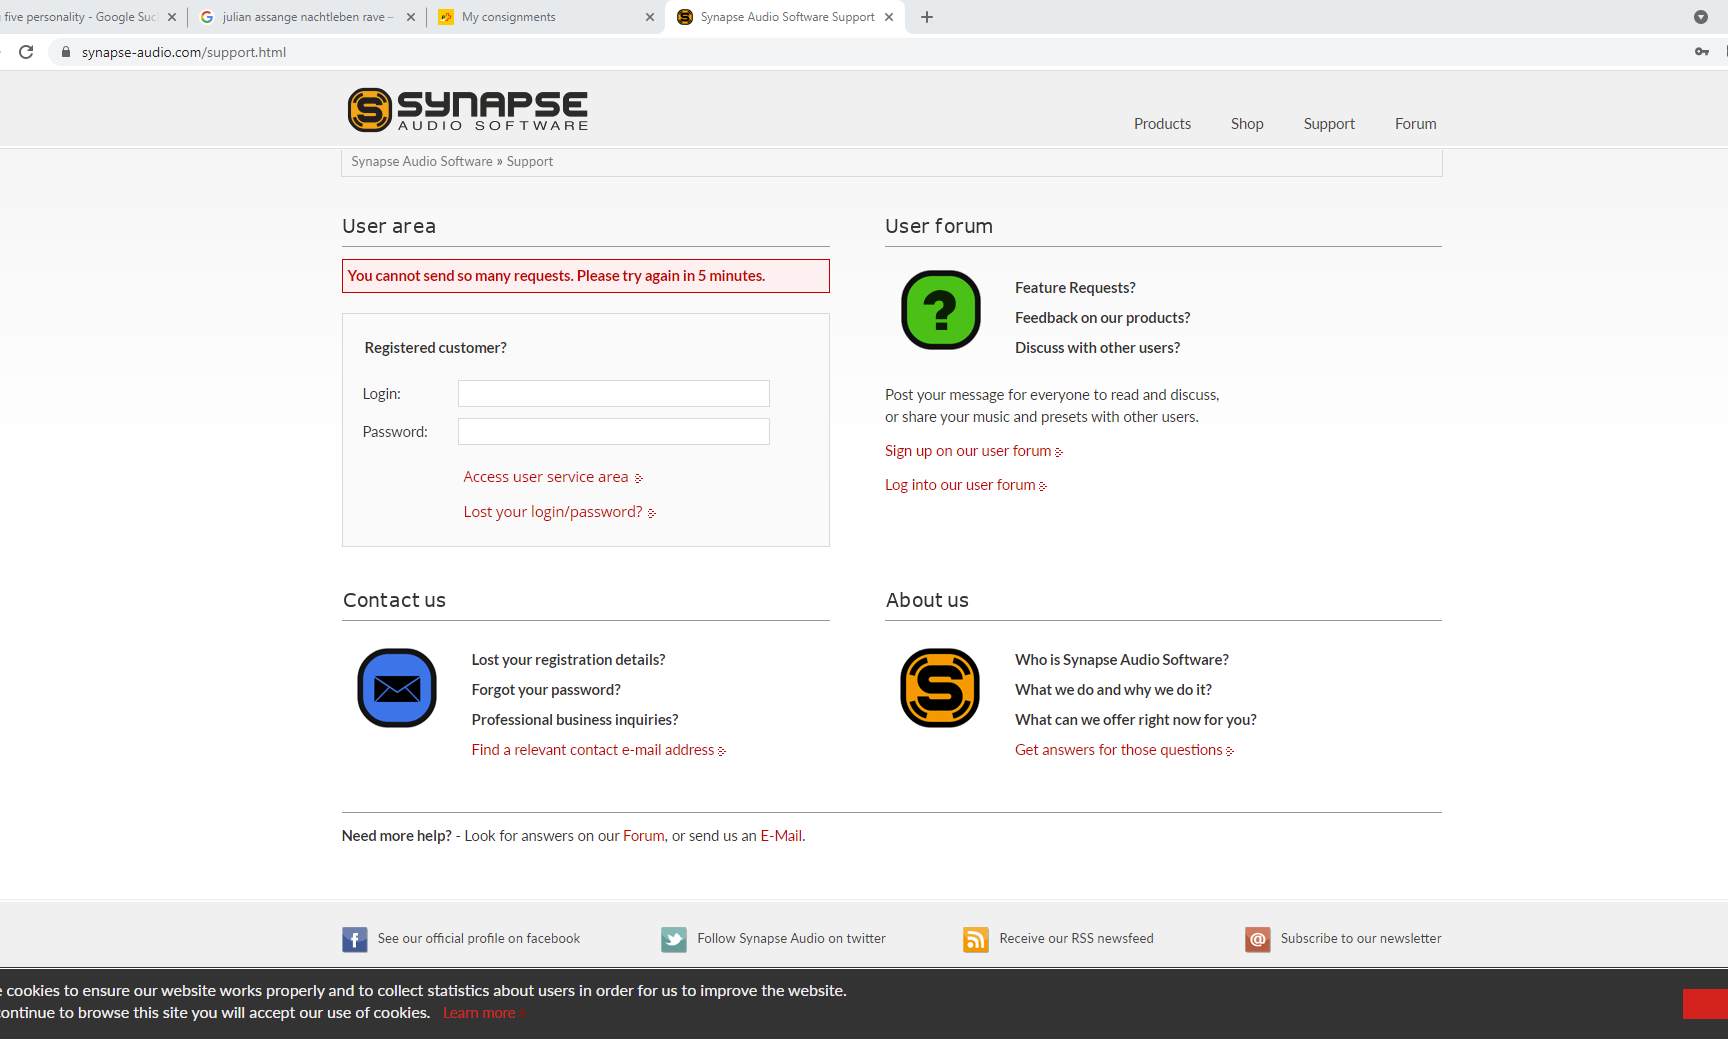 five personality - Google Suc
julian assange nachtleben rave –
My consignments
Synapse Audio Software Support
synapse-audio.com/support.html
SYNAPSE
AUDIO SOFTWARE
Products
Shop
Support
Forum
Synapse Audio Software » Support
User area
You cannot send so many requests. Please try again in 5 minutes.
Registered customer?
Login:
Password:
Access user service area
Lost your login/password?
User forum
Feature Requests?
Feedback on our products?
Discuss with other users?
Post your message for everyone to read and discuss,
or share your music and presets with other users.
Sign up on our user forum
Log into our user forum
Contact us
Lost your registration details?
Forgot your password?
Professional business inquiries?
Find a relevant contact e-mail address
About us
Who is Synapse Audio Software?
What we do and why we do it?
What can we offer right now for you?
Get answers for those questions
Need more help? - Look for answers on our Forum, or send us an E-Mail.
See our official profile on facebook
Follow Synapse Audio on twitter
Receive our RSS newsfeed
Subscribe to our newsletter
cookies to ensure our website works properly and to collect statistics about users in order for us to improve the website.
ontinue to browse this site you will accept our use of cookies. Learn more